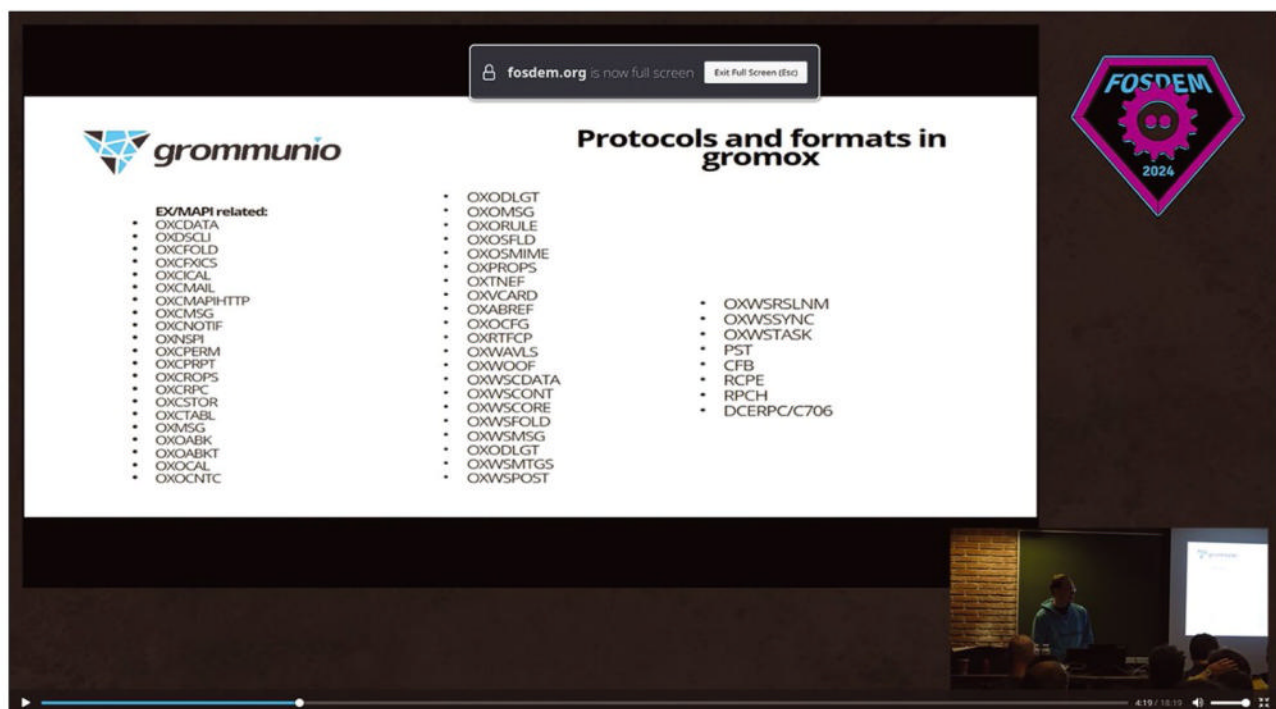 fosdem.org is now full screen
Exit Full Screen (Esc)
grommunio
Protocols and formats in
gromox
EX/MAPI related:
• OXCDATA
• OXDSCLI
• OXCFOLD
• OXCFXICS
• OXCICAL
• OXCMAIL
• OXCMAPIHTTP
• OXCMSG
• OXCNOTIF
• OXNSPI
• OXCPERM
• OXCPRPT
• OXCROPS
• OXCRPC
• OXCSTOR
• OXCTABL
• OXMSG
• OXOABK
• OXOABKT
• OXOCAL
• OXOCNTC
• OXODLGT
• OXOMSG
• OXORULE
• OXOSFLD
• OXOSMIME
• OXPROPS
• OXTNEF
• OXVCARD
• OXABREF
• OXOCFG
• OXRTFCP
• OXWAVLS
• OXWOOF
• OXWSCDATA
• OXWSCONT
• OXWSCORE
• OXWSFOLD
• OXWSMSG
• OXODLGT
• OXWSMTGS
• OXWSPOST
• OXWSRSLNM
• OXWSSYNC
• OXWSTASK
• PST
• CFB
• RCPE
• RPCH
• DCERPC/C706
FOSDEM
2024
grommunio
4:19 / 18:19